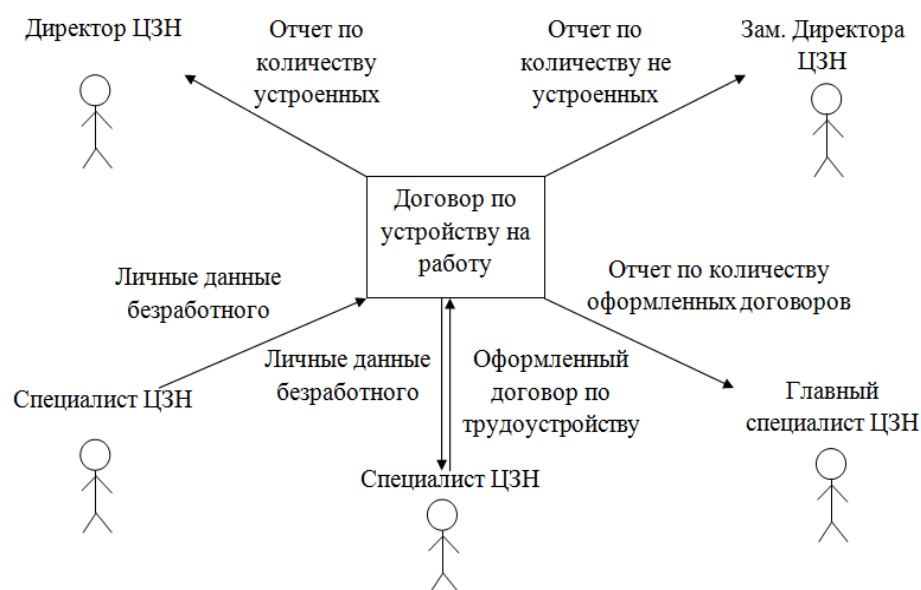 Директор ЦЗН
Отчет по
количеству
устроенных
Отчет по
количеству не
устроенных
Зам. Директора
ЦЗН
Договор по
устройству на
работу
Личные данные
безработного
Отчет по количеству
оформленных договоров
Личные данные
безработного
Оформленный
договор по
трудоустройству
Специалист ЦЗН
Главный
специалист ЦЗН
Специалист ЦЗН